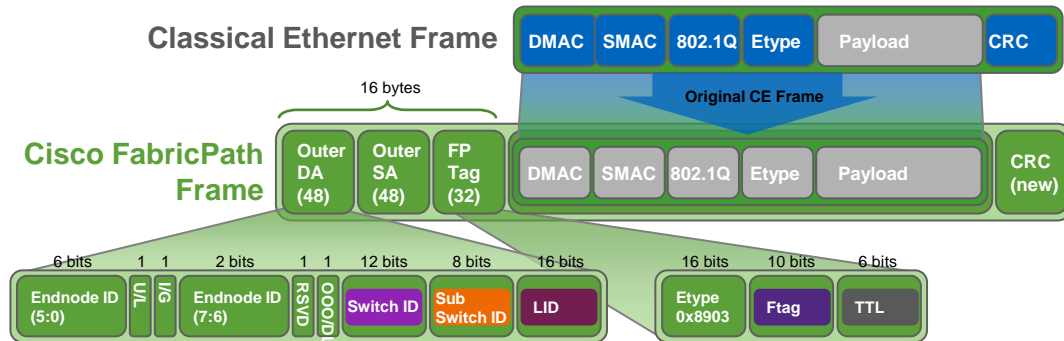 Classical Ethernet Frame
DMAC SMAC 802.1Q Etype Payload CRC
16 bytes
Original CE Frame
Cisco FabricPath
Frame
Outer
DA
(48)
Outer
SA
(48)
FP
Tag
(32)
DMAC SMAC 802.1Q Etype Payload
CRC
(new)
6 bits 1 1 2 bits 1 1 12 bits 8 bits 16 bits
Endnode ID
(5:0)
U/L
I/G
Endnode ID
(7:6)
RSVD
OOO/DL
Switch ID
Sub
Switch ID
LID
16 bits 10 bits 6 bits
Etype
0x8903
Ftag
TTL